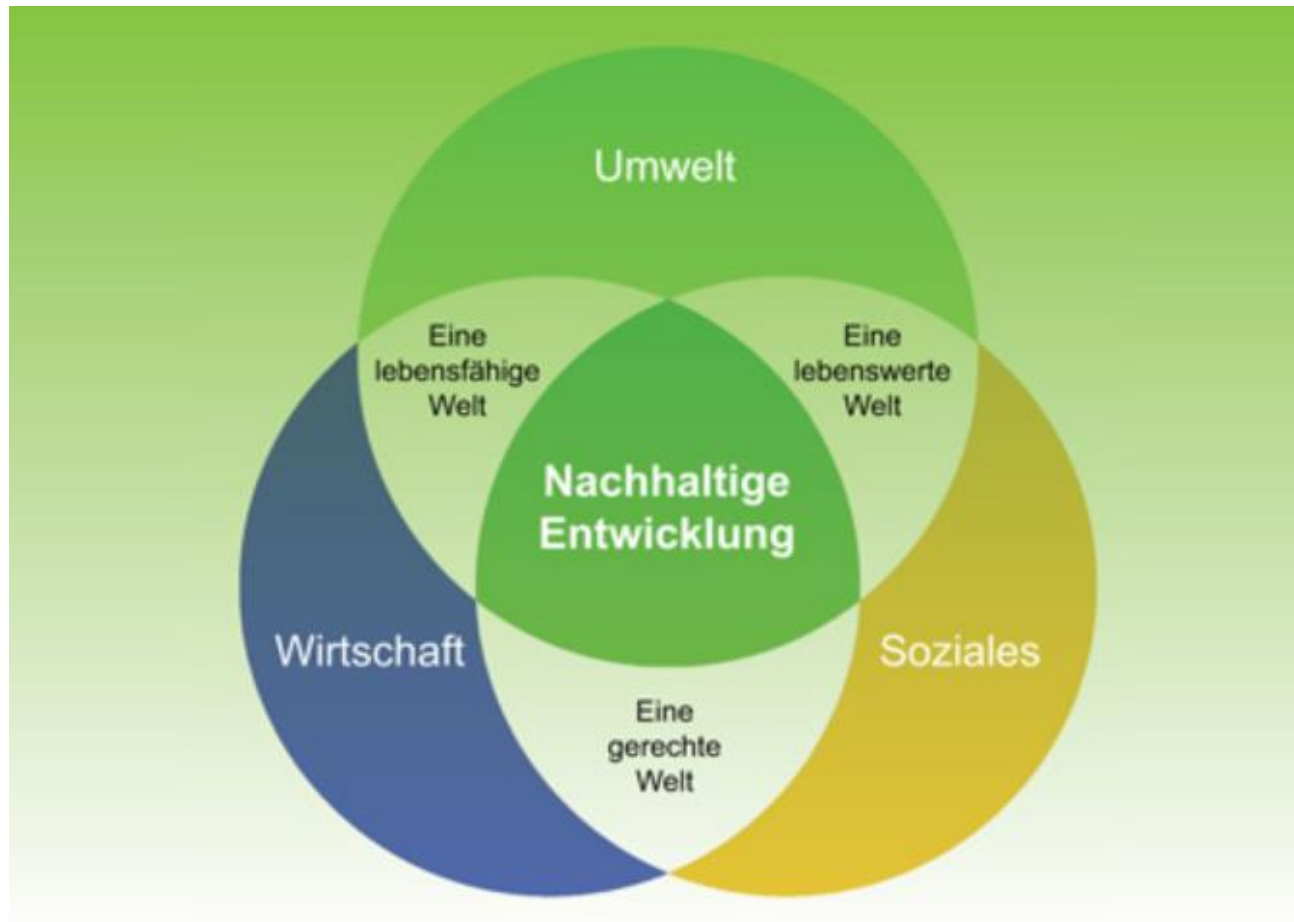 Umwelt
Eine
lebensfähige
Welt
Eine
lebenswerte
Welt
Nachhaltige
Entwicklung
Wirtschaft
Soziales
Eine
gerechte
Welt